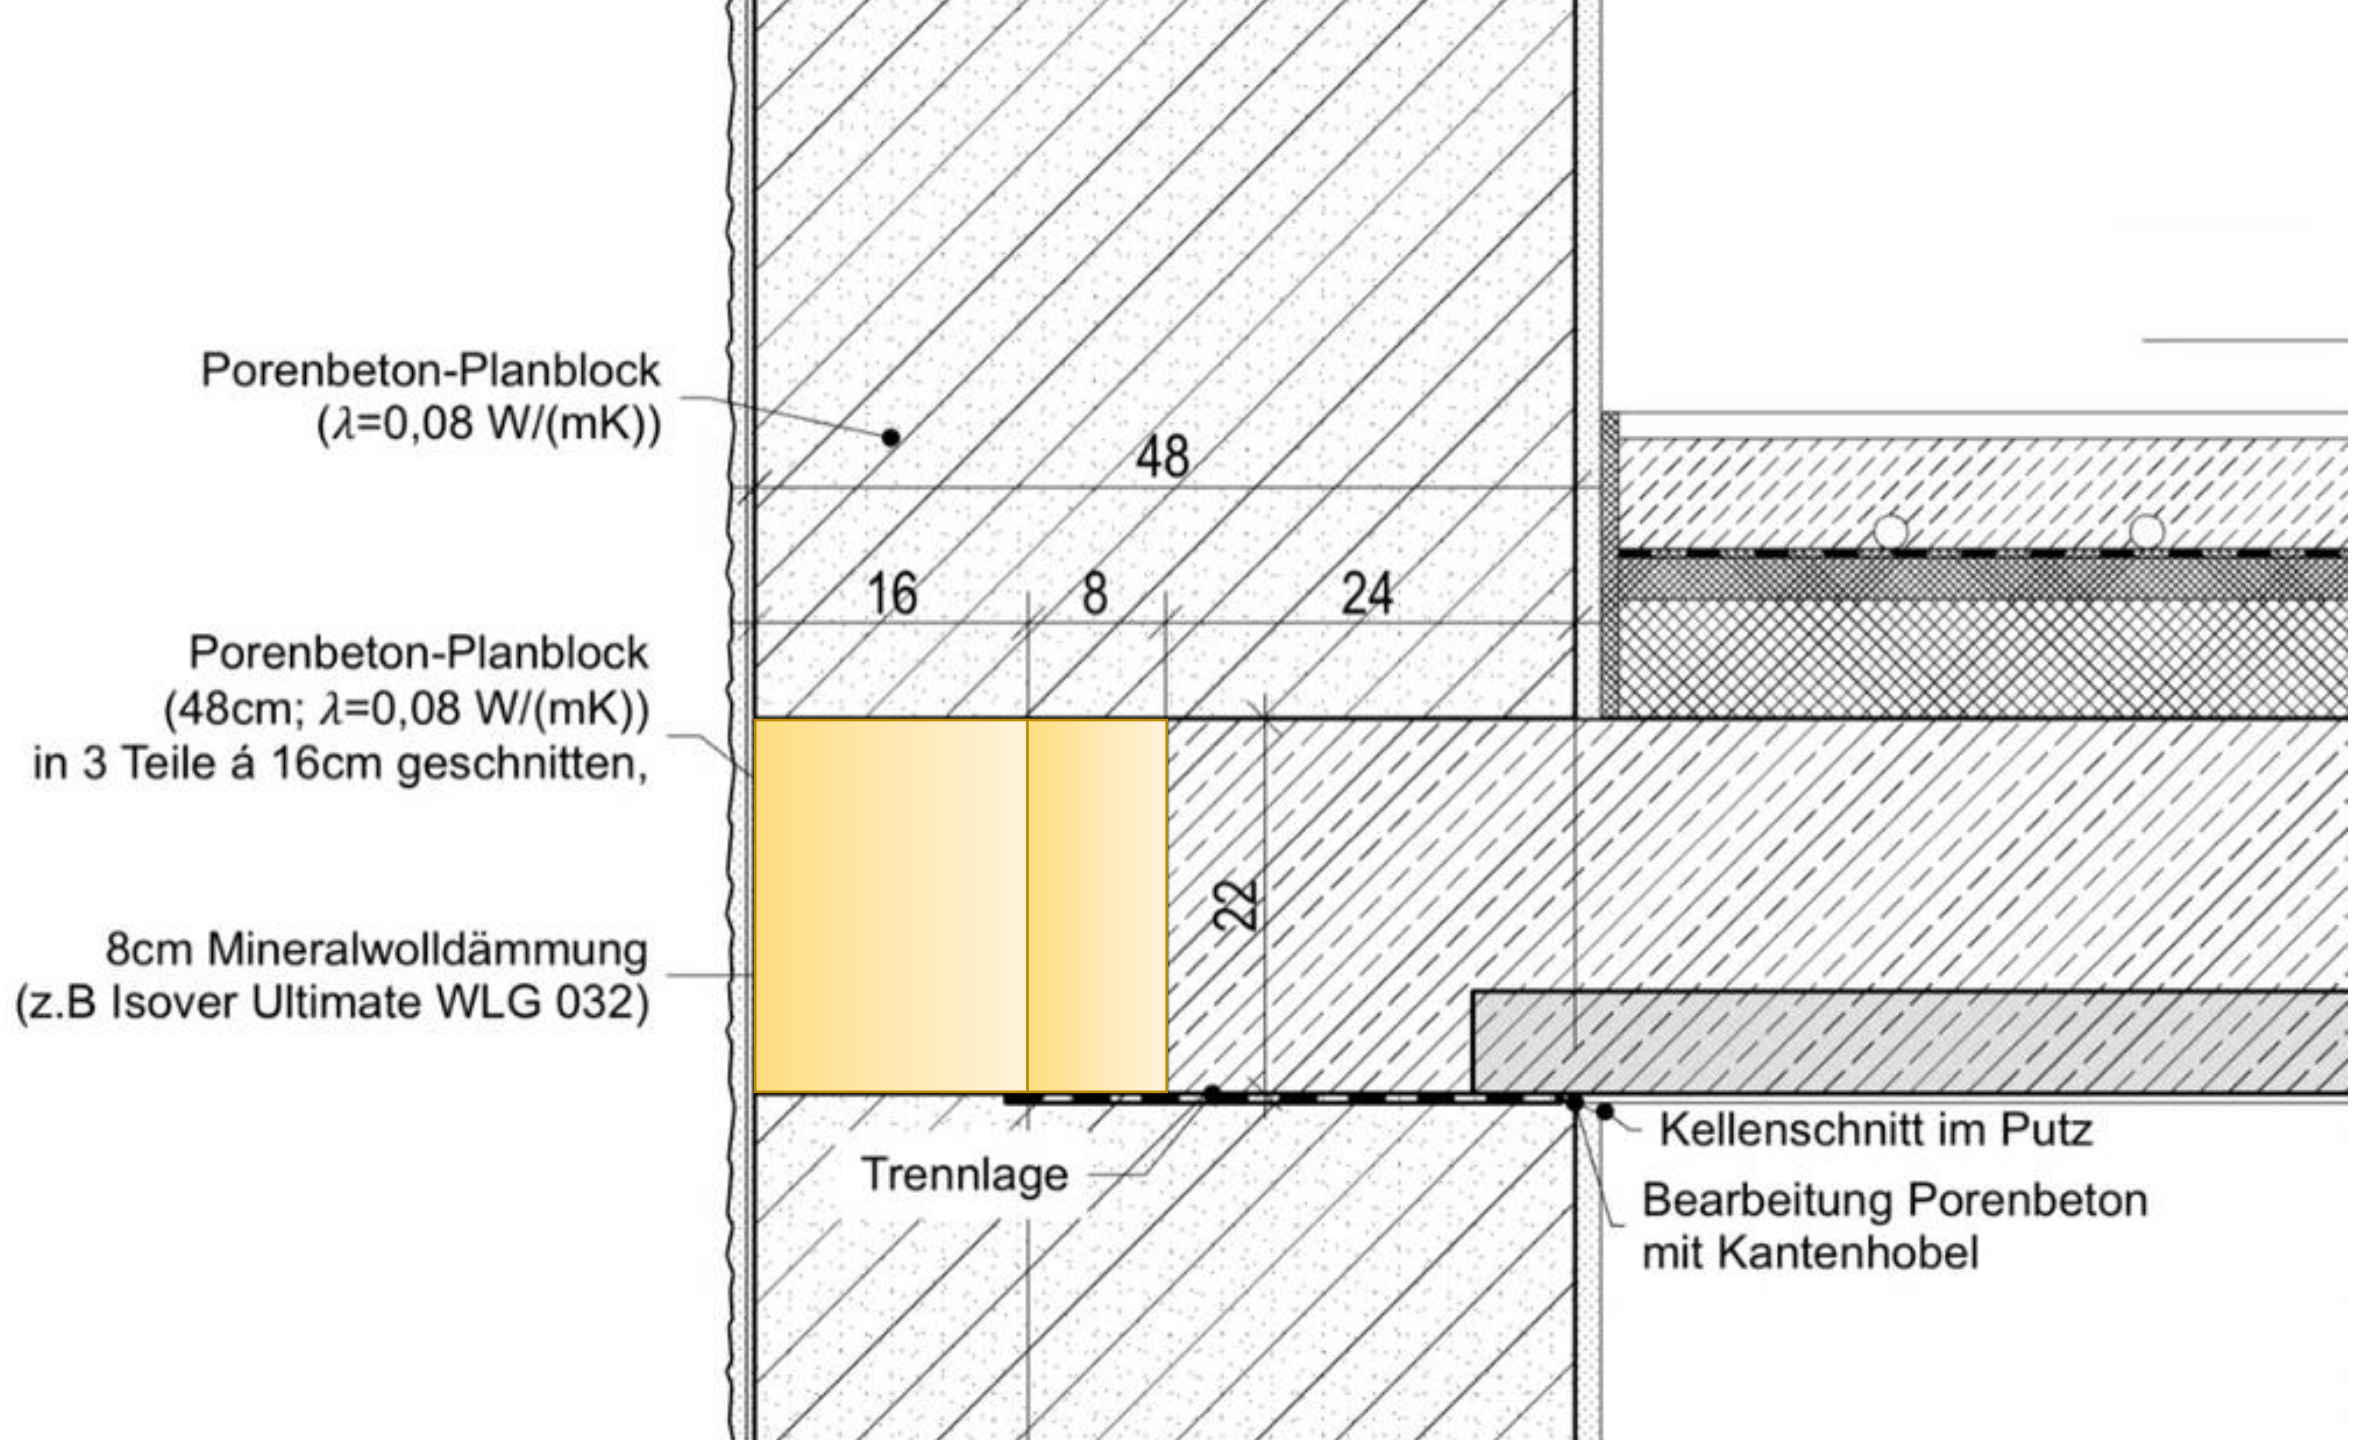 Porenbeton-Planblock
(λ=0,08 W/(mK))
48
16
8
24
Porenbeton-Planblock
(48cm; λ=0,08 W/(mK))
in 3 Teile á 16cm geschnitten,
22
8cm Mineralwolldämmung
(z.B Isover Ultimate WLG 032)
Kellenschnitt im Putz
Trennlage
Bearbeitung Porenbeton
mit Kantenhobel